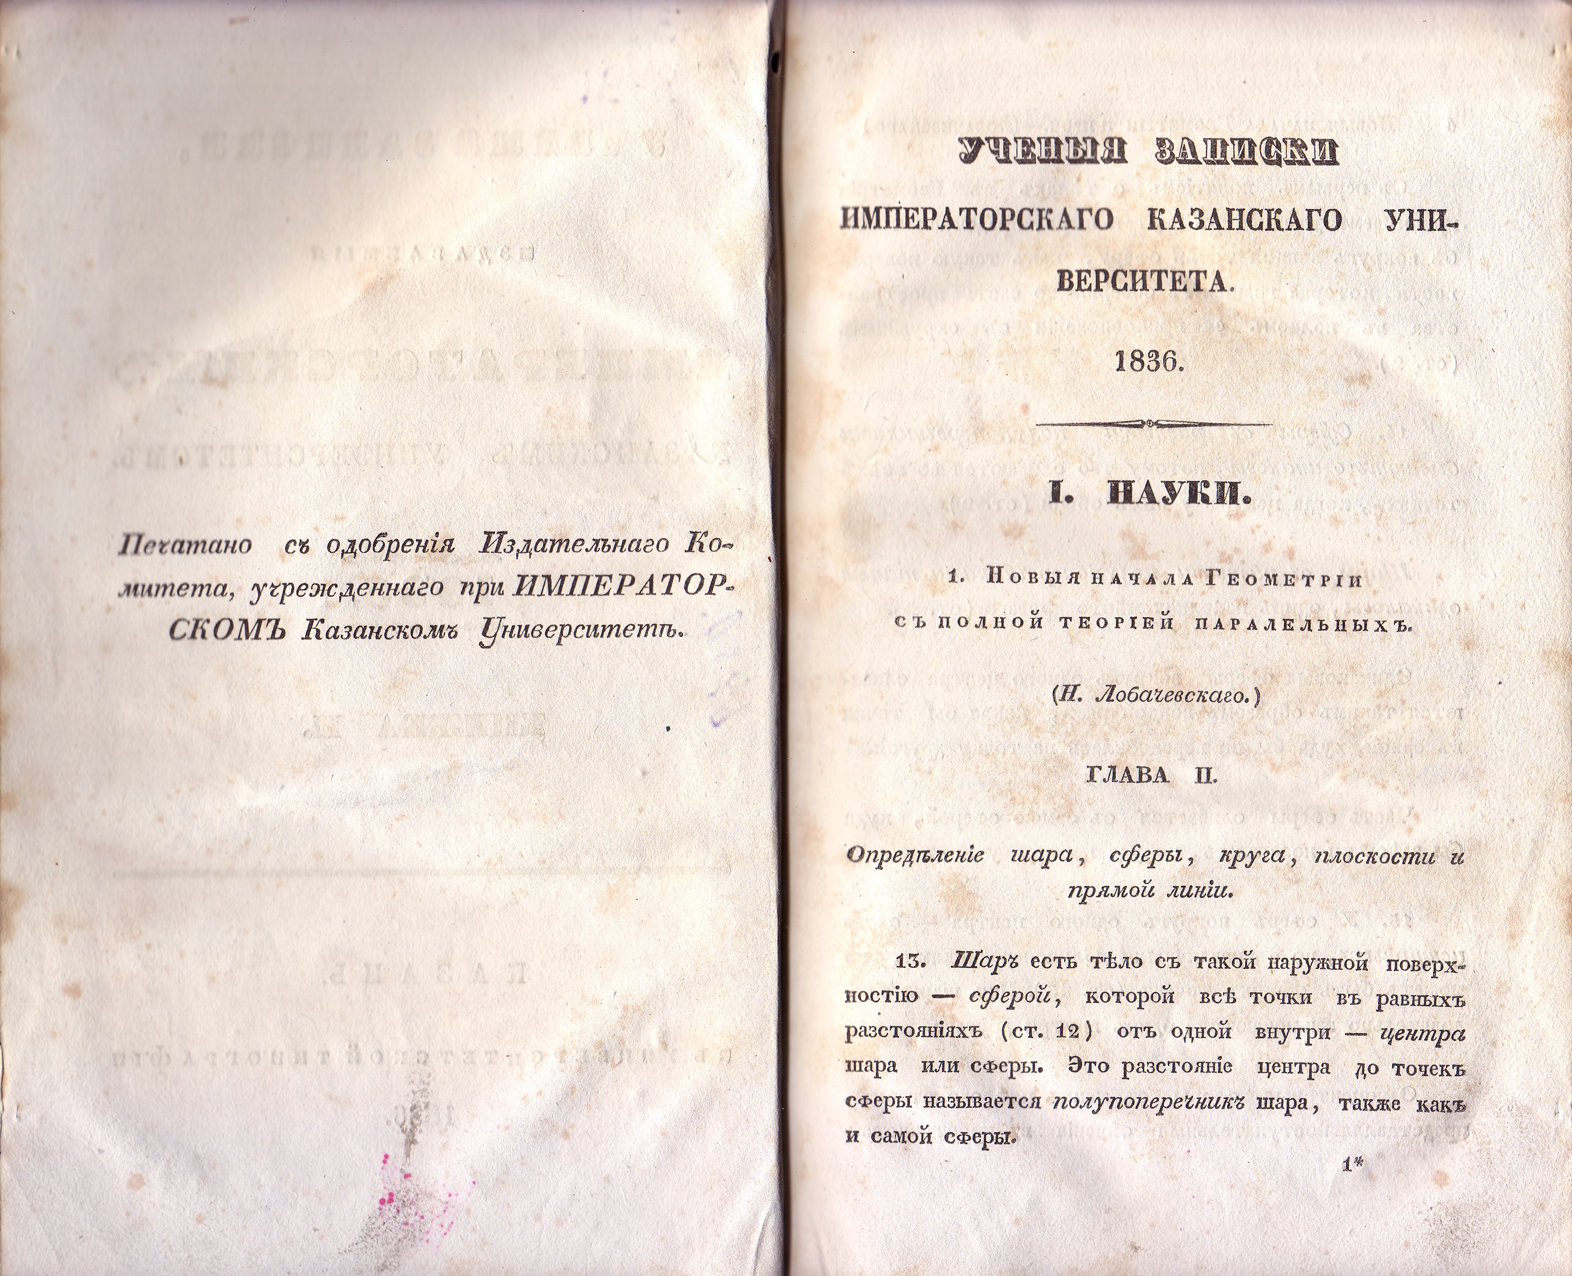 Печатано съ одобренія Издательнаго Ко-
митета, учрежденнаго при ИМПЕРАТОР-
СКОМЪ Казанскомъ Университетѣ.
УЧЕНЫЯ ЗАПИСКИ
ИМПЕРАТОРСКАГО КАЗАНСКАГО УНИ-
ВЕРСИТЕТА.
1836.
I. НАУКИ.
1. Новыя начала Геометріи
съ полной теоріей паралельныхъ.
(Н. Лобачевскаго.)
ГЛАВА II.
Опредѣленіе шара, сферы, круга, плоскости и
прямой линіи.
13. Шаръ есть тѣло съ такой наружной поверх-
ностію — сферой, которой всѣ точки въ равныхъ
разстояніяхъ (ст. 12) отъ одной внутри — центра
шара или сферы. Это разстояніе центра до точекъ
сферы называется полупоперечникъ шара, также какъ
и самой сферы.
1*